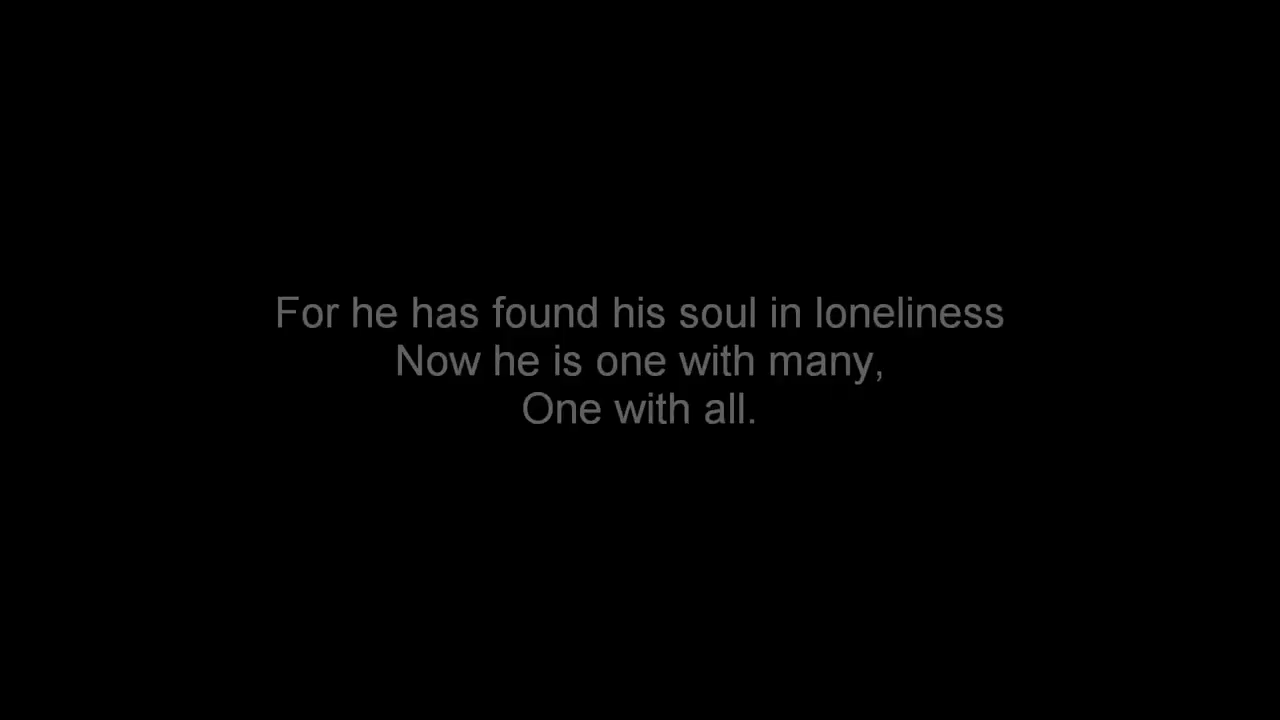 For he has found his soul in loneliness
Now he is one with many,
One with all.